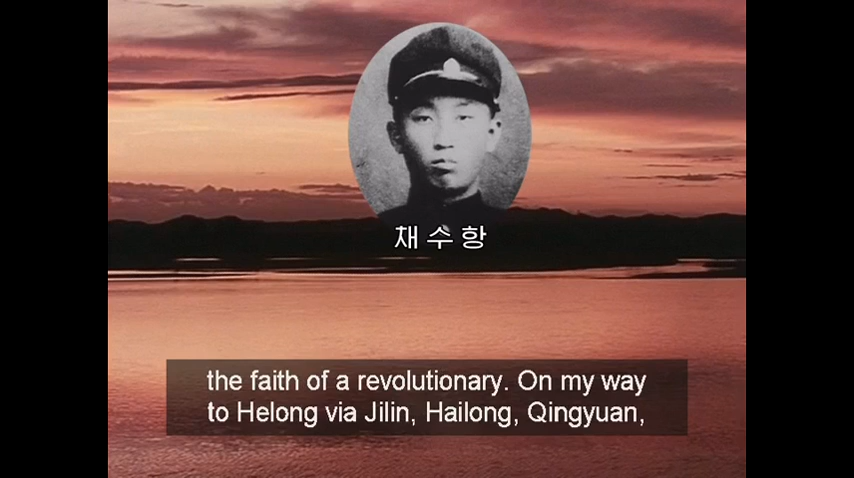 채수항
the faith of a revolutionary. On my way
to Helong via Jilin, Hailong, Qingyuan,